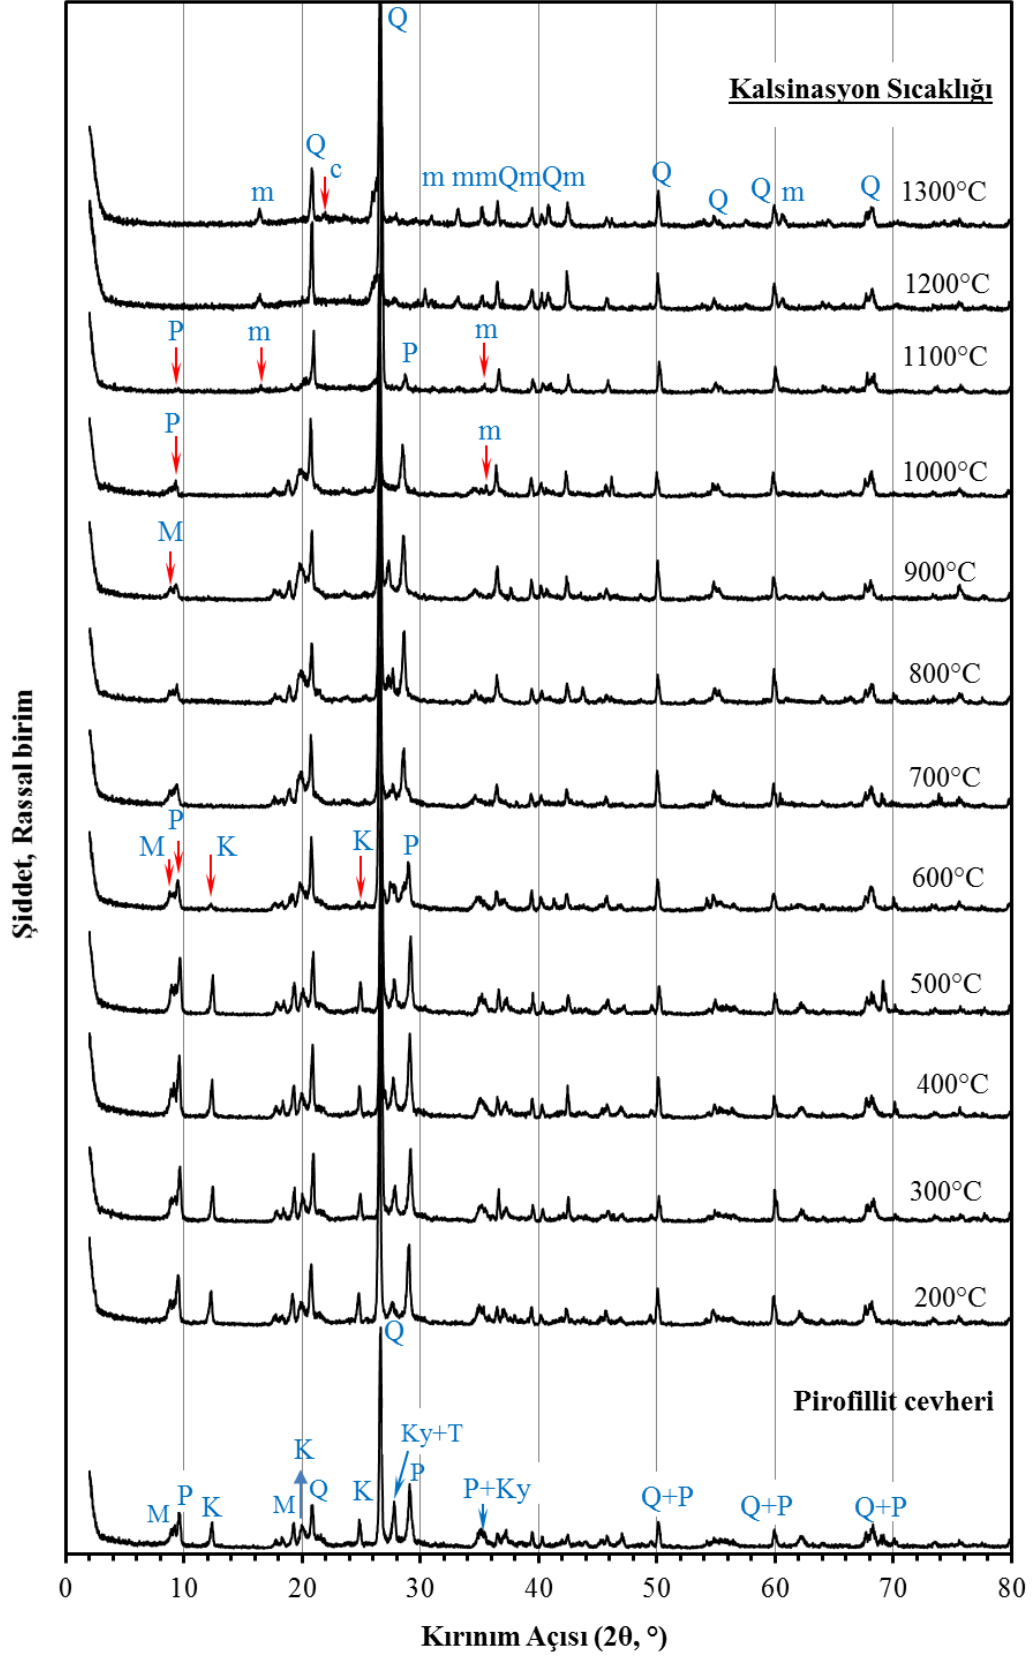 Q
Kalsinasyon Sıcaklığı
Q
c
m
m mmQmQm
Q
Q
Q m
Q
1300°C
1200°C
P
m
m
P
1100°C
P
m
1000°C
M
900°C
800°C
700°C
P
M
K
K
P
600°C
500°C
400°C
300°C
200°C
Q
Pirofillit cevheri
Ky+T
K
P
P+Ky
M
P
K
M
Q
K
Q+P
Q+P
Q+P
0 10 20 30 40 50 60 70 80
Kırınım Açısı (2θ, °)
Şiddet, Rassal birim